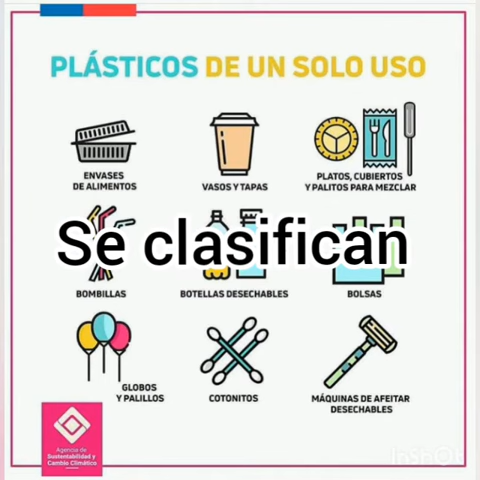 PLÁSTICOS DE UN SOLO USO
ENVASES
DE ALIMENTOS
VASOS Y TAPAS
PLATOS, CUBIERTOS
Y PALITOS PARA MEZCLAR
Se clasifican
BOMBILLAS
BOTELLAS DESECHABLES
BOLSAS
GLOBOS
Y PALILLOS
COTONITOS
MÁQUINAS DE AFEITAR
DESECHABLES
Agencia de
Sustentabilidad y
Cambio Climático
InShOt